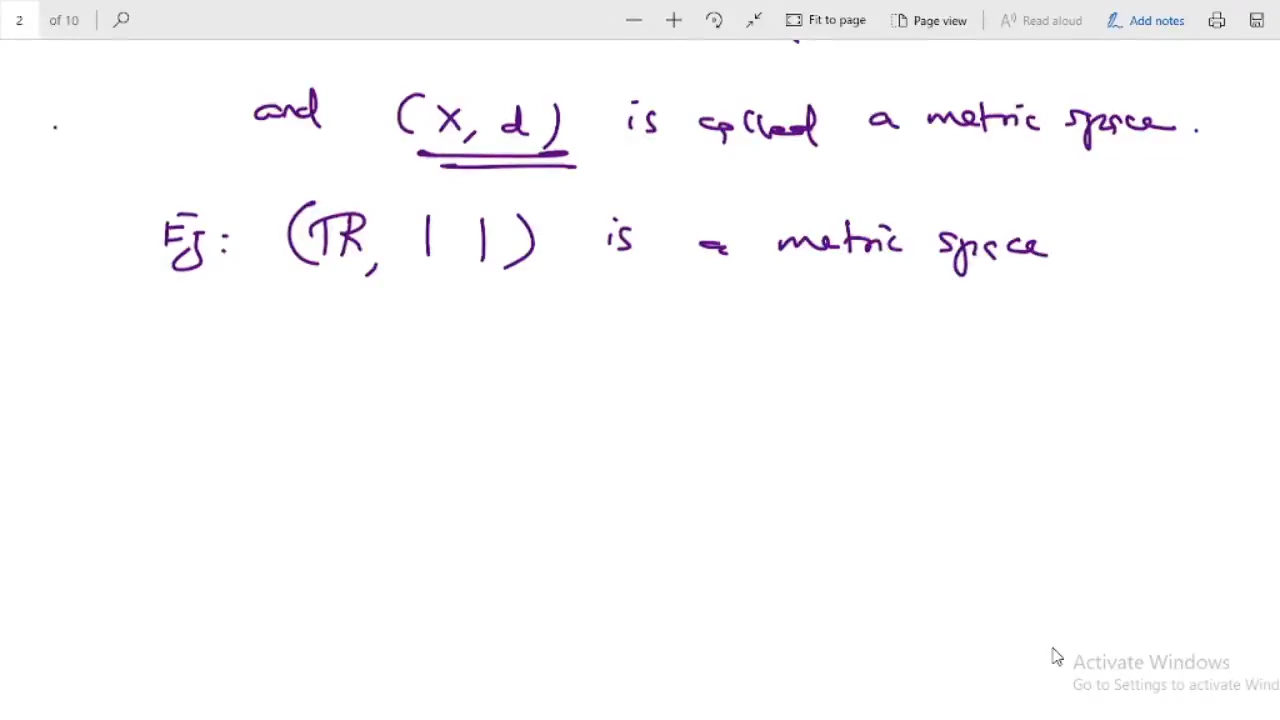 2 of 10 Fit to page Page view Read aloud Add notes
and (X, d) is called a metric space.
Eg: (ℝ, | |) is a metric space
Activate Windows
Go to Settings to activate Wind